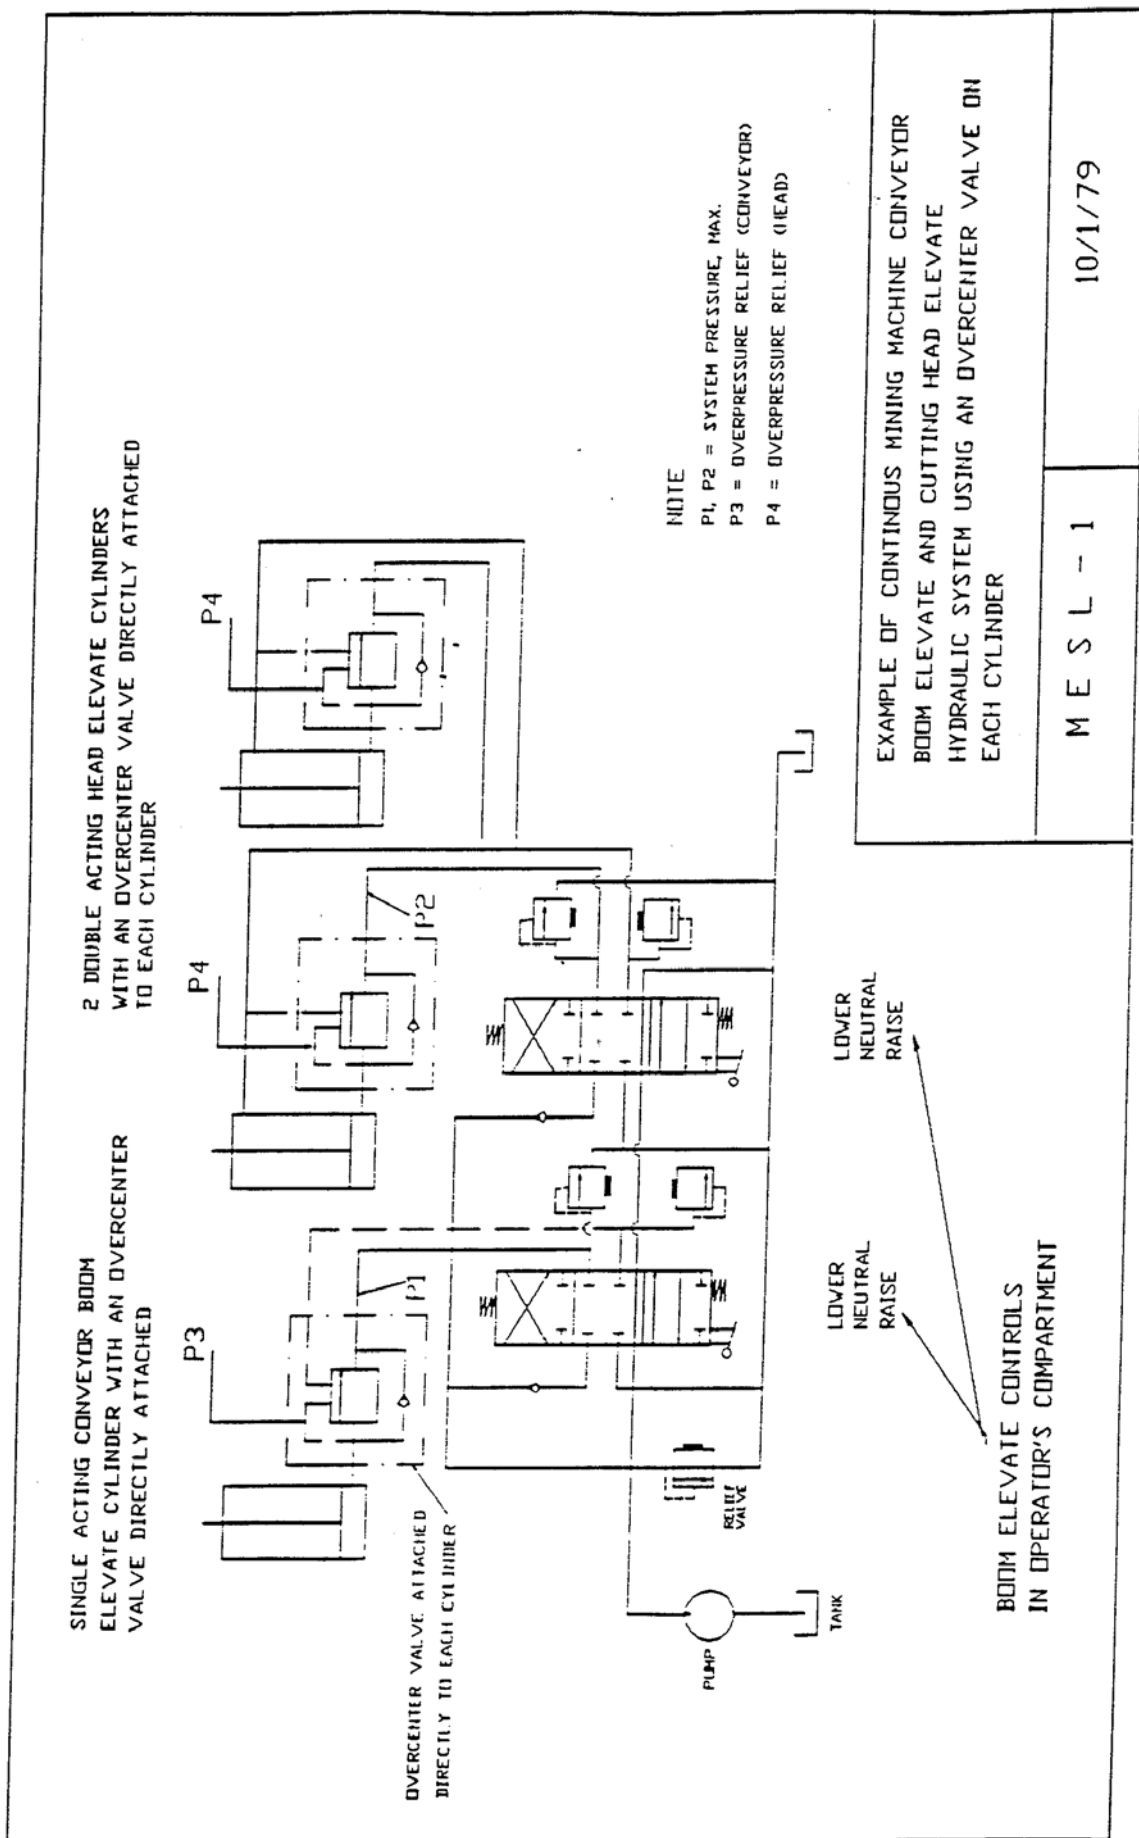 SINGLE ACTING CONVEYOR BOOM
ELEVATE CYLINDER WITH AN OVERCENTER
VALVE DIRECTLY ATTACHED
2 DOUBLE ACTING HEAD ELEVATE CYLINDERS
WITH AN OVERCENTER VALVE DIRECTLY ATTACHED
TO EACH CYLINDER
P3
P4
P4
P1
P2
OVERCENTER VALVE ATTACHED
DIRECTLY TO EACH CYLINDER
RELIEF
VALVE
PUMP
TANK
LOWER
NEUTRAL
RAISE
LOWER
NEUTRAL
RAISE
BOOM ELEVATE CONTROLS
IN OPERATOR'S COMPARTMENT
NOTE
P1, P2 = SYSTEM PRESSURE, MAX.
P3 = OVERPRESSURE RELIEF (CONVEYOR)
P4 = OVERPRESSURE RELIEF (HEAD)
EXAMPLE OF CONTINOUS MINING MACHINE CONVEYOR
BOOM ELEVATE AND CUTTING HEAD ELEVATE
HYDRAULIC SYSTEM USING AN OVERCENTER VALVE ON
EACH CYLINDER
MESL-1
10/1/79